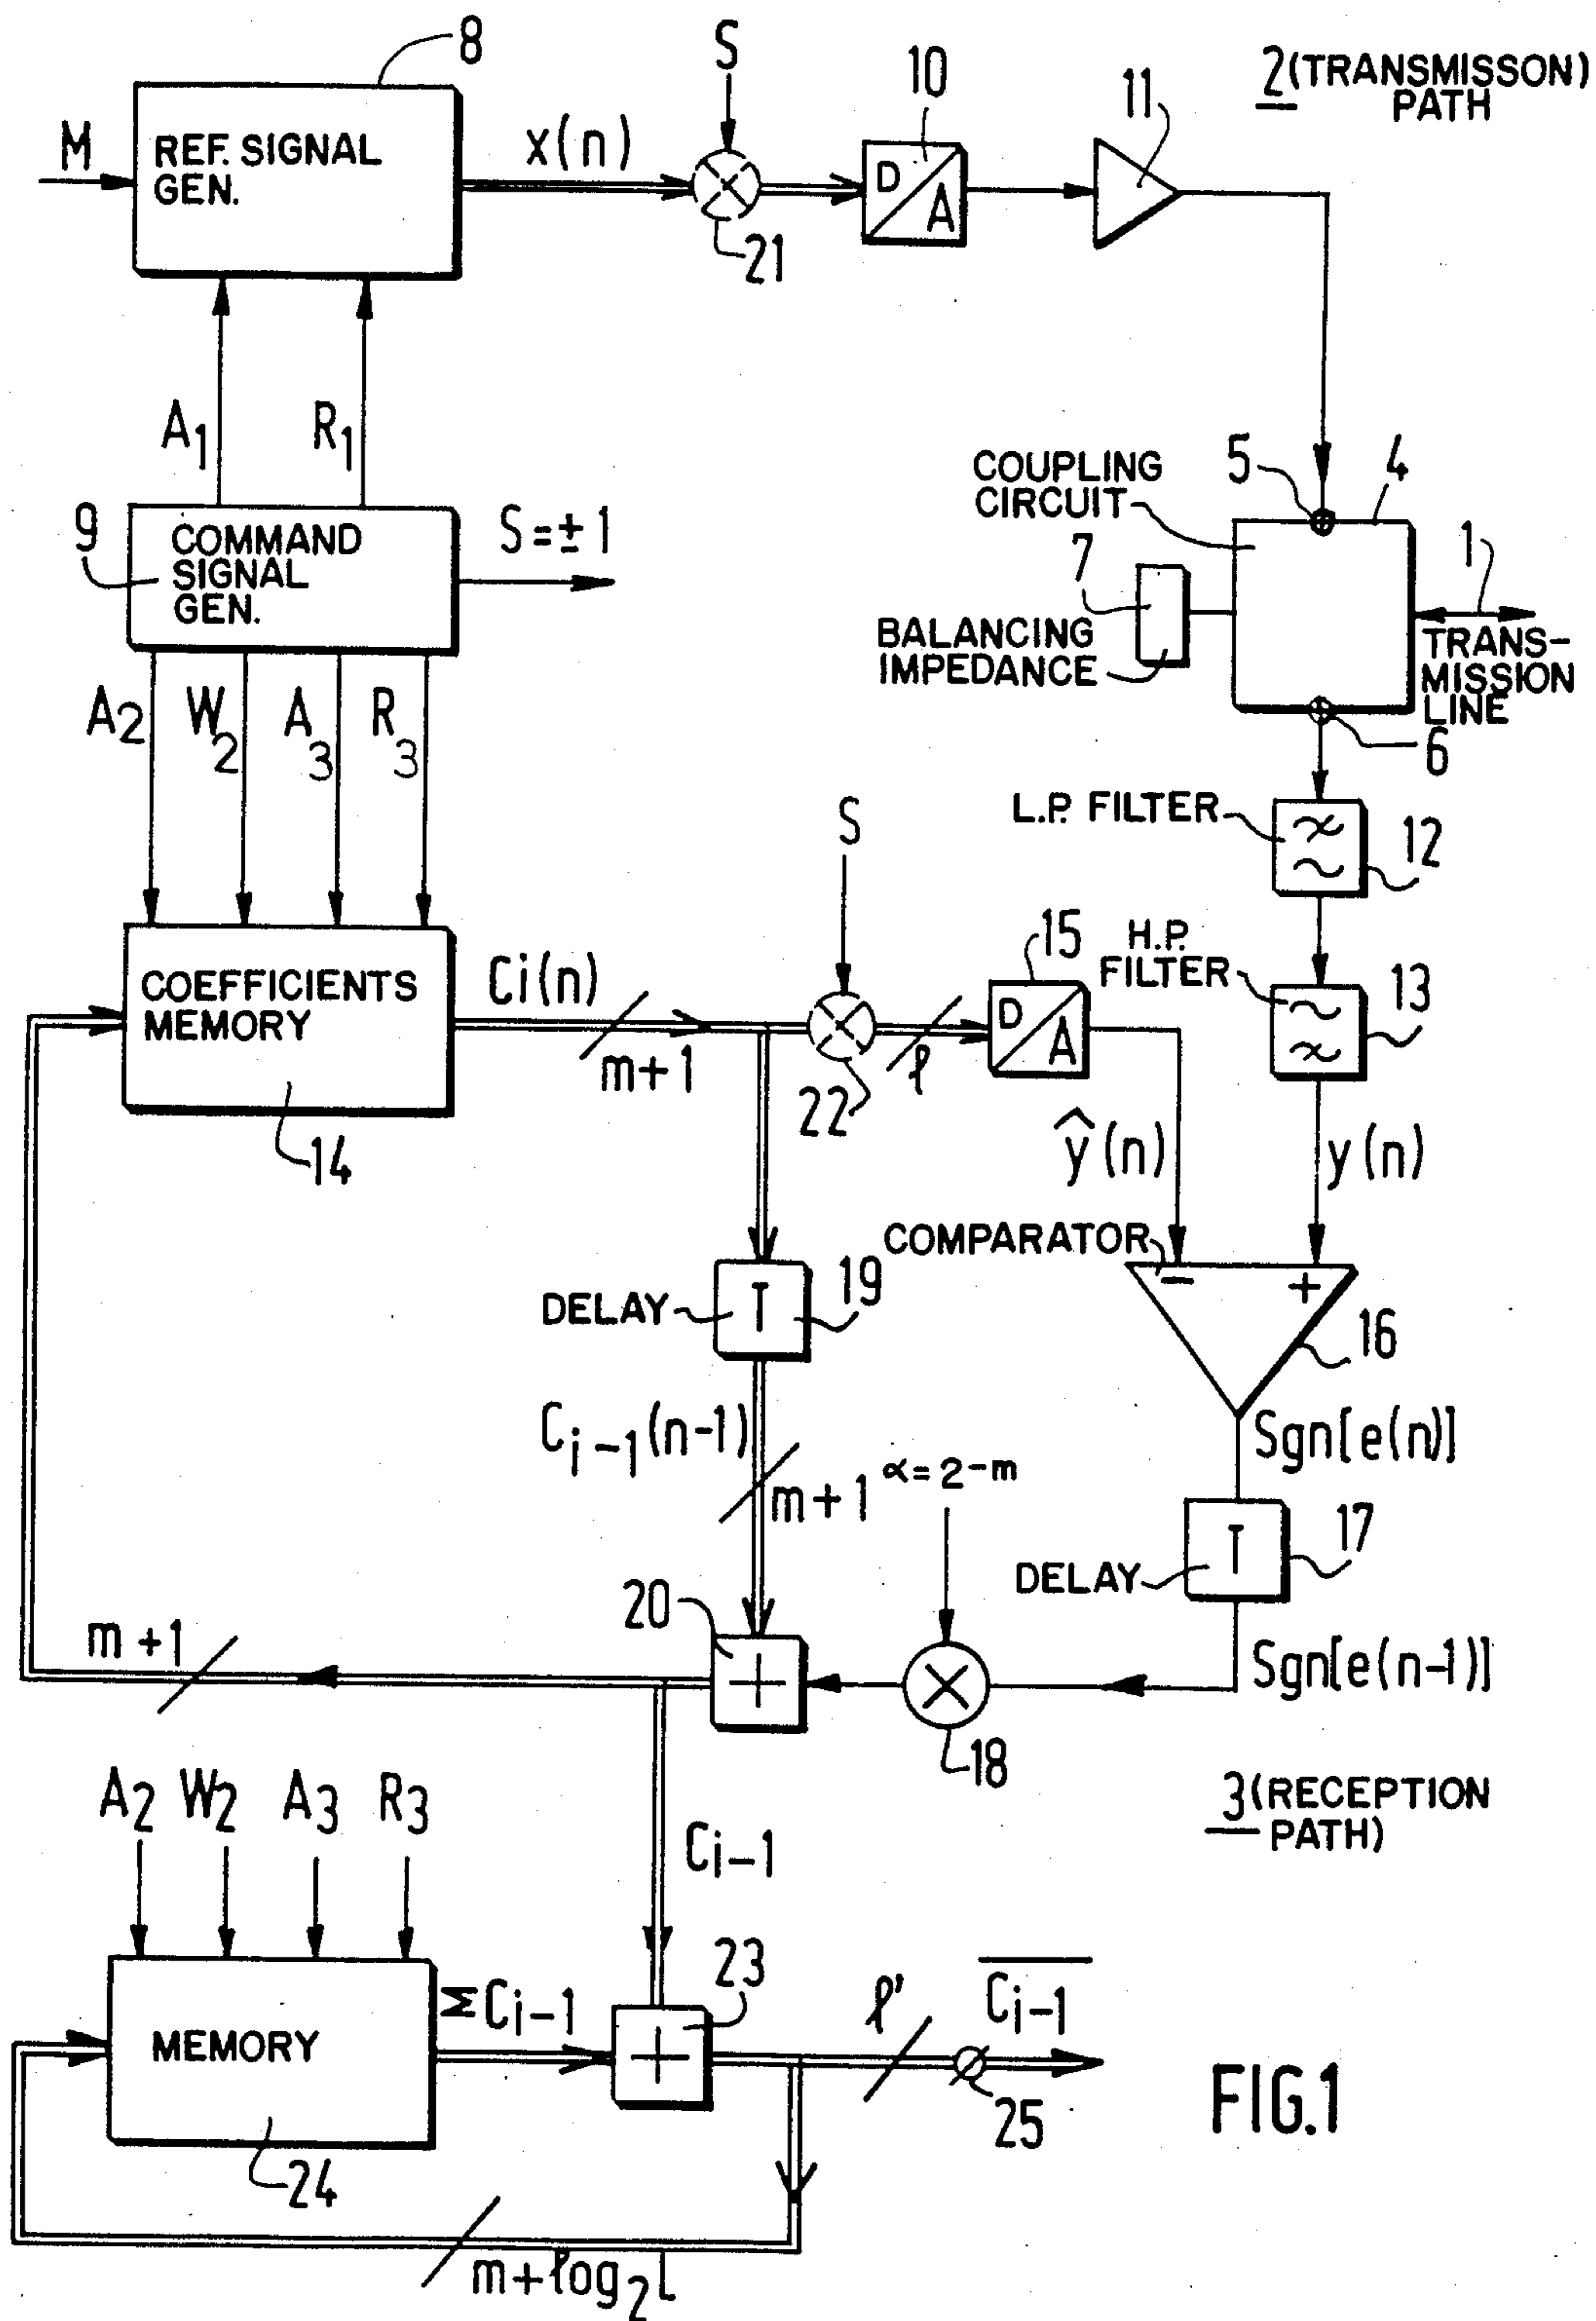 8
S
10
2 (TRANSMISSON)
PATH
11
M
REF. SIGNAL
GEN.
x(n)
D
A
21
A1
R1
COUPLING
CIRCUIT
5
4
9
COMMAND
SIGNAL
GEN.
S=±1
7
1
BALANCING
IMPEDANCE
TRANS-
MISSION
LINE
A2
W2
A3
R3
6
L.P. FILTER
12
S
15
H.P.
FILTER
13
COEFFICIENTS
MEMORY
Ci(n)
m+1
D
A
ℓ
22
14
ŷ(n)
y(n)
COMPARATOR
−
+
DELAY
T
19
16
Ci−1(n−1)
Sgn[e(n)]
m+1
α=2−m
T
17
DELAY
20
m+1
+
Sgn[e(n−1)]
18
A2
W2
A3
R3
3 (RECEPTION
PATH)
Ci−1
23
MEMORY
Σ Ci−1
+
ℓ'
C̅i̅−̅1̅
25
24
FIG.1
m+log2L